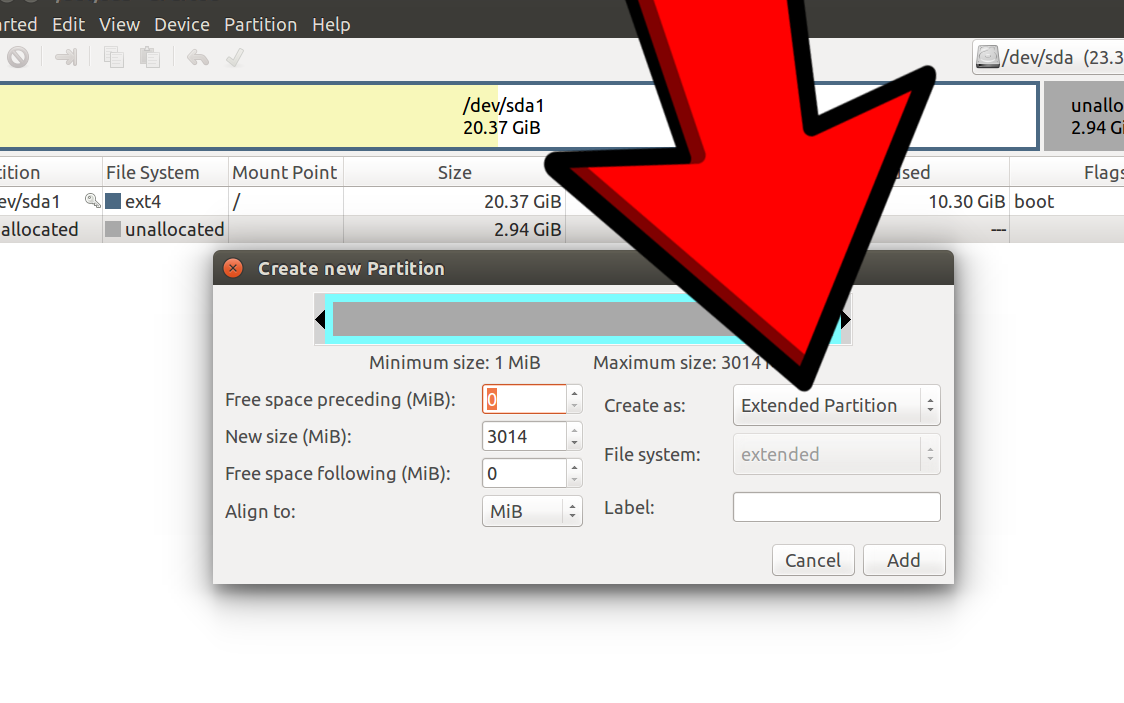 arted Edit View Device Partition Help
/dev/sda (23.3
/dev/sda1
20.37 GiB
unallo
2.94 Gi
tition File System Mount Point Size sed Flags
ev/sda1 ext4 / 20.37 GiB 10.30 GiB boot
allocated unallocated 2.94 GiB ---
Create new Partition
Minimum size: 1 MiB Maximum size: 3014
Free space preceding (MiB): 0
Create as: Extended Partition
New size (MiB): 3014
File system: extended
Free space following (MiB): 0
Label:
Align to: MiB
Cancel Add